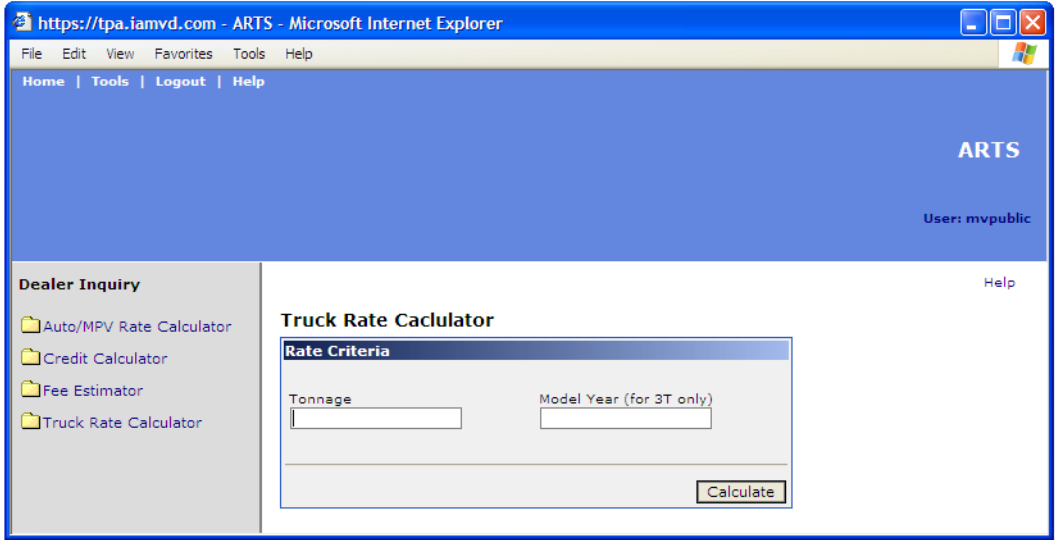 https://tpa.iamvd.com - ARTS - Microsoft Internet Explorer
File Edit View Favorites Tools Help
Home | Tools | Logout | Help
ARTS
User: mvpublic
Dealer Inquiry
Auto/MPV Rate Calculator
Credit Calculator
Fee Estimator
Truck Rate Calculator
Help
Truck Rate Caclulator
Rate Criteria
Tonnage Model Year (for 3T only)
Calculate